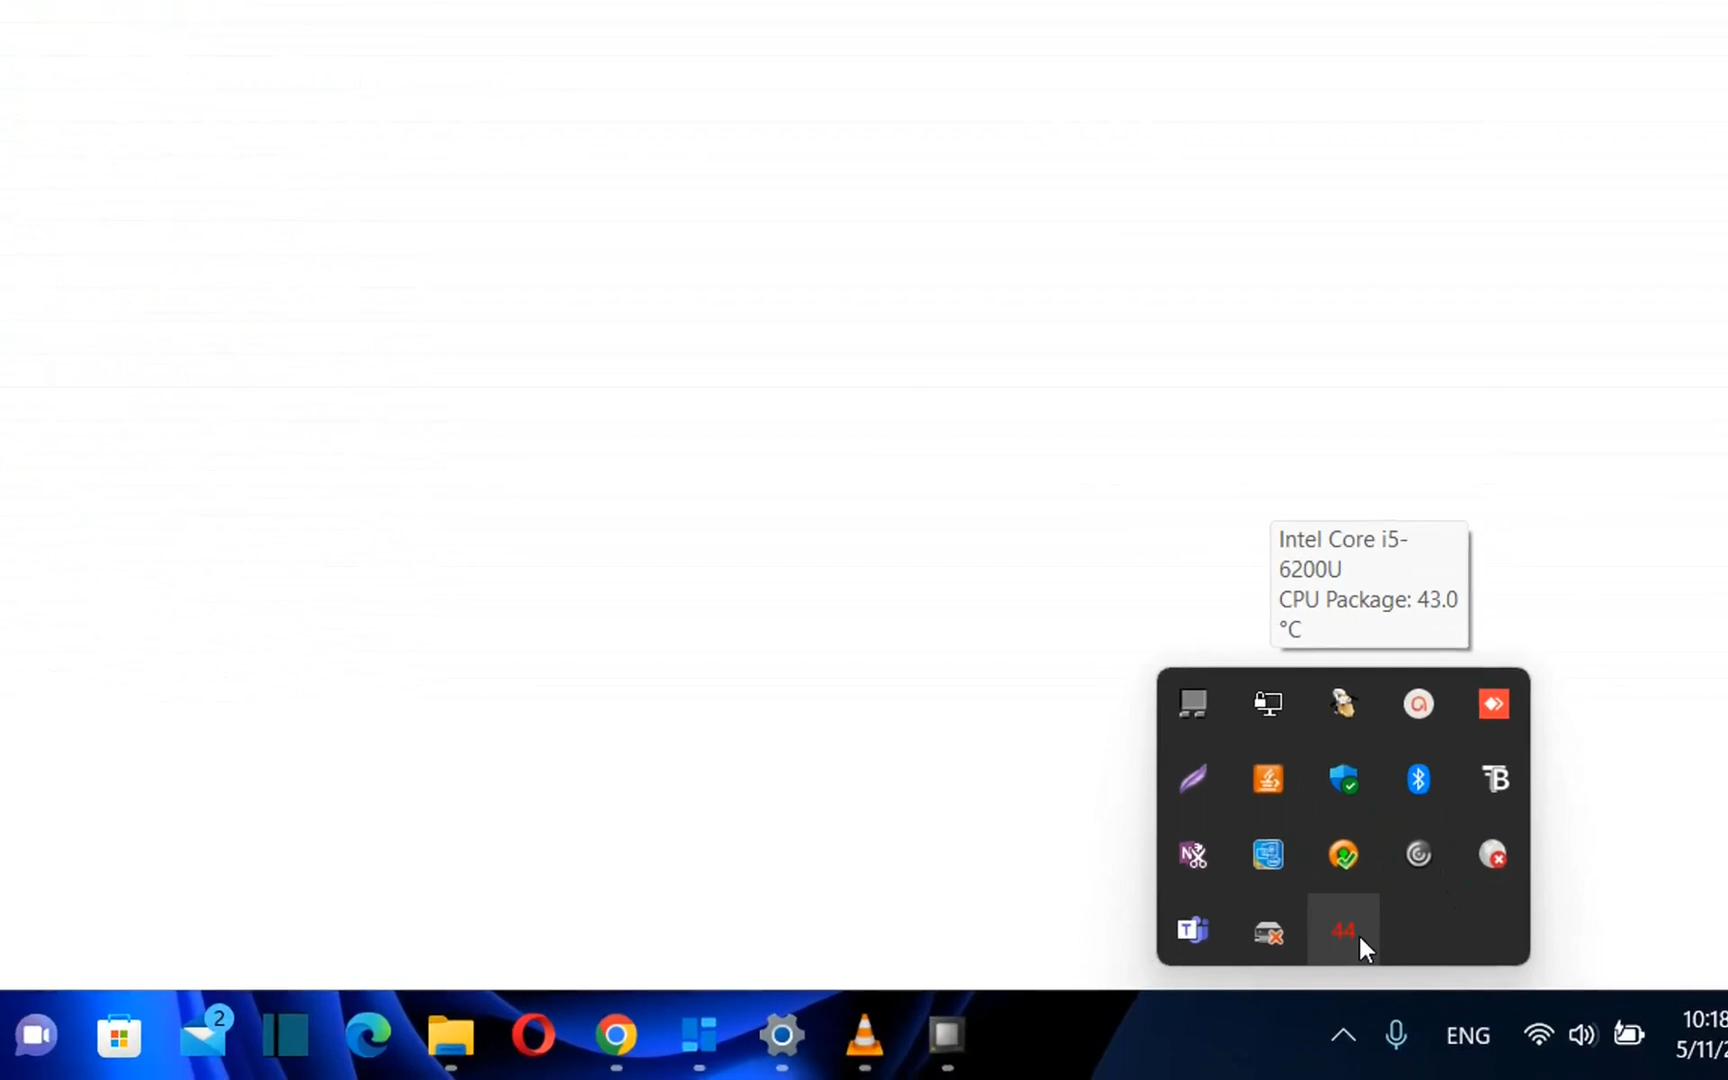 Intel Core i5-
6200U
CPU Package: 43.0
°C
B
N
T
44
2
ENG
10:18
5/11/2